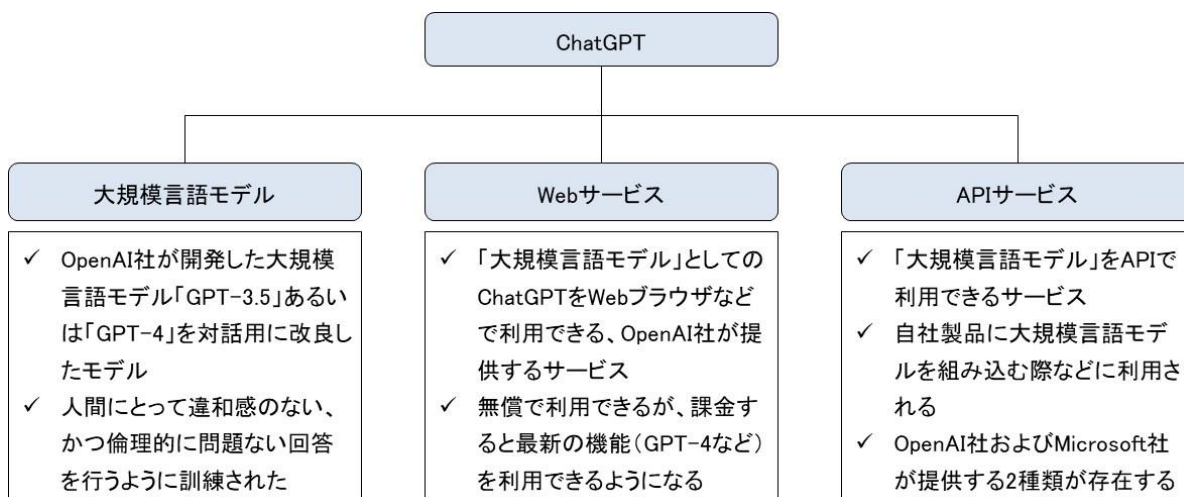 ChatGPT
大規模言語モデル
✓ OpenAI社が開発した大規模
言語モデル「GPT-3.5」あるい
は「GPT-4」を対話用に改良し
たモデル
✓ 人間にとって違和感のない、
かつ倫理的に問題ない回答
を行うように訓練された
Webサービス
✓ 「大規模言語モデル」としての
ChatGPTをWebブラウザなど
で利用できる、OpenAI社が提
供するサービス
✓ 無償で利用できるが、課金す
ると最新の機能（GPT-4など）
を利用できるようになる
APIサービス
✓ 「大規模言語モデル」をAPIで
利用できるサービス
✓ 自社製品に大規模言語モデ
ルを組み込む際などに利用さ
れる
✓ OpenAI社およびMicrosoft社
が提供する2種類が存在する